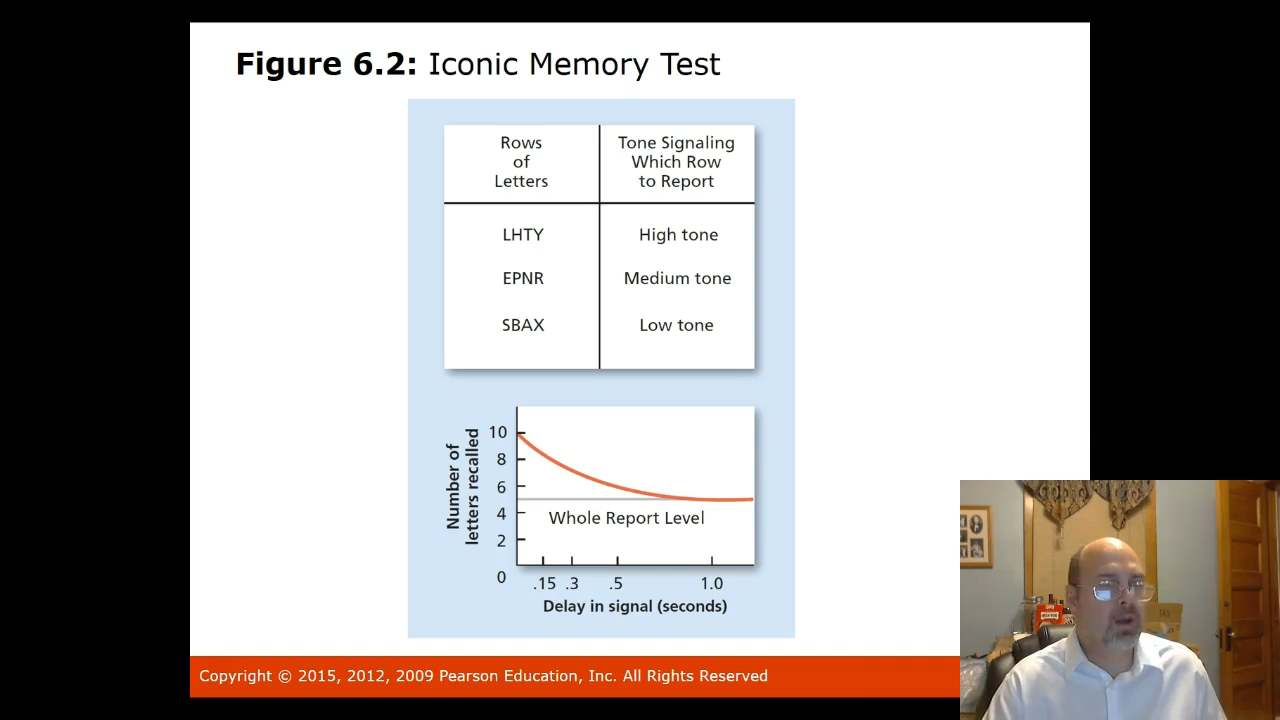 Figure 6.2: Iconic Memory Test
Rows
of
Letters
Tone Signaling
Which Row
to Report
LHTY
High tone
EPNR
Medium tone
SBAX
Low tone
Number of
letters recalled
10
8
6
4
2
0
Whole Report Level
.15 .3 .5 1.0
Delay in signal (seconds)
Copyright © 2015, 2012, 2009 Pearson Education, Inc. All Rights Reserved